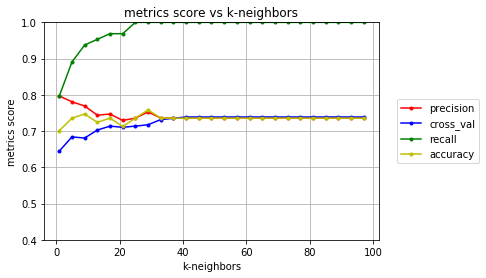 metrics score vs k-neighbors
1.0
0.9
0.8
0.7
0.6
0.5
0.4
metrics score
0 20 40 60 80 100
k-neighbors
precision
cross_val
recall
accuracy